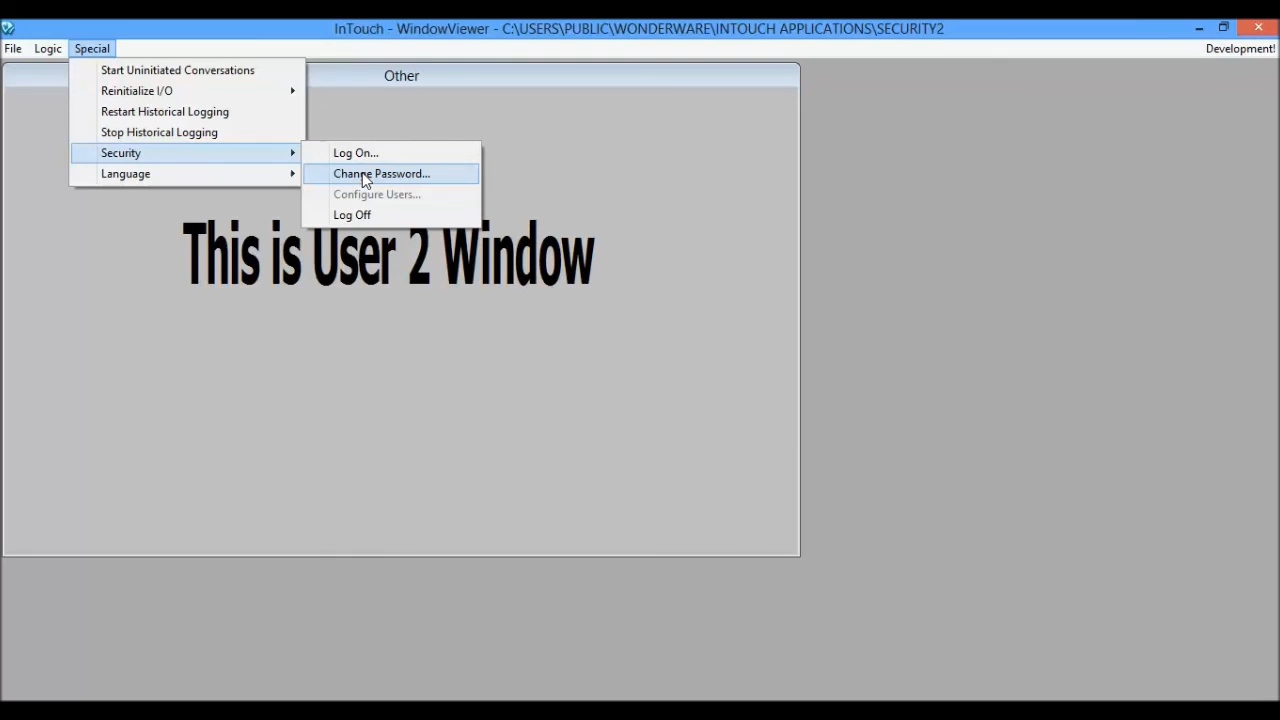 InTouch - WindowViewer - C:\USERS\PUBLIC\WONDERWARE\INTOUCH APPLICATIONS\SECURITY2
File Logic Special Development!
Other
Start Uninitiated Conversations
Reinitialize I/O
Restart Historical Logging
Stop Historical Logging
Security
Language
Log On...
Change Password...
Configure Users...
Log Off
This is User 2 Window